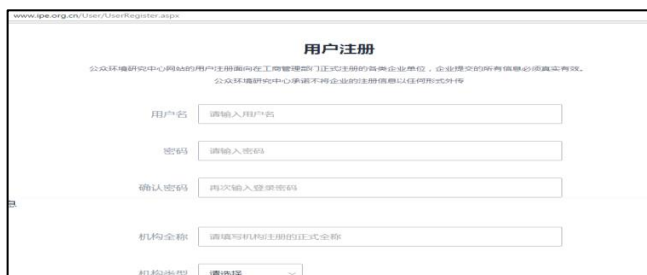 www.ipe.org.cn/User/UserRegister.aspx
用户注册
公众环境研究中心网站的用户注册面向在工商管理部门正式注册的各类企业单位，企业提交的所有信息必须真实有效。
公众环境研究中心承诺不将企业的注册信息以任何形式外传
用户名 请输入用户名
密码 请输入密码
确认密码 再次输入登录密码
息
机构全称 请填写机构注册的正式全称
机构类型 请选择